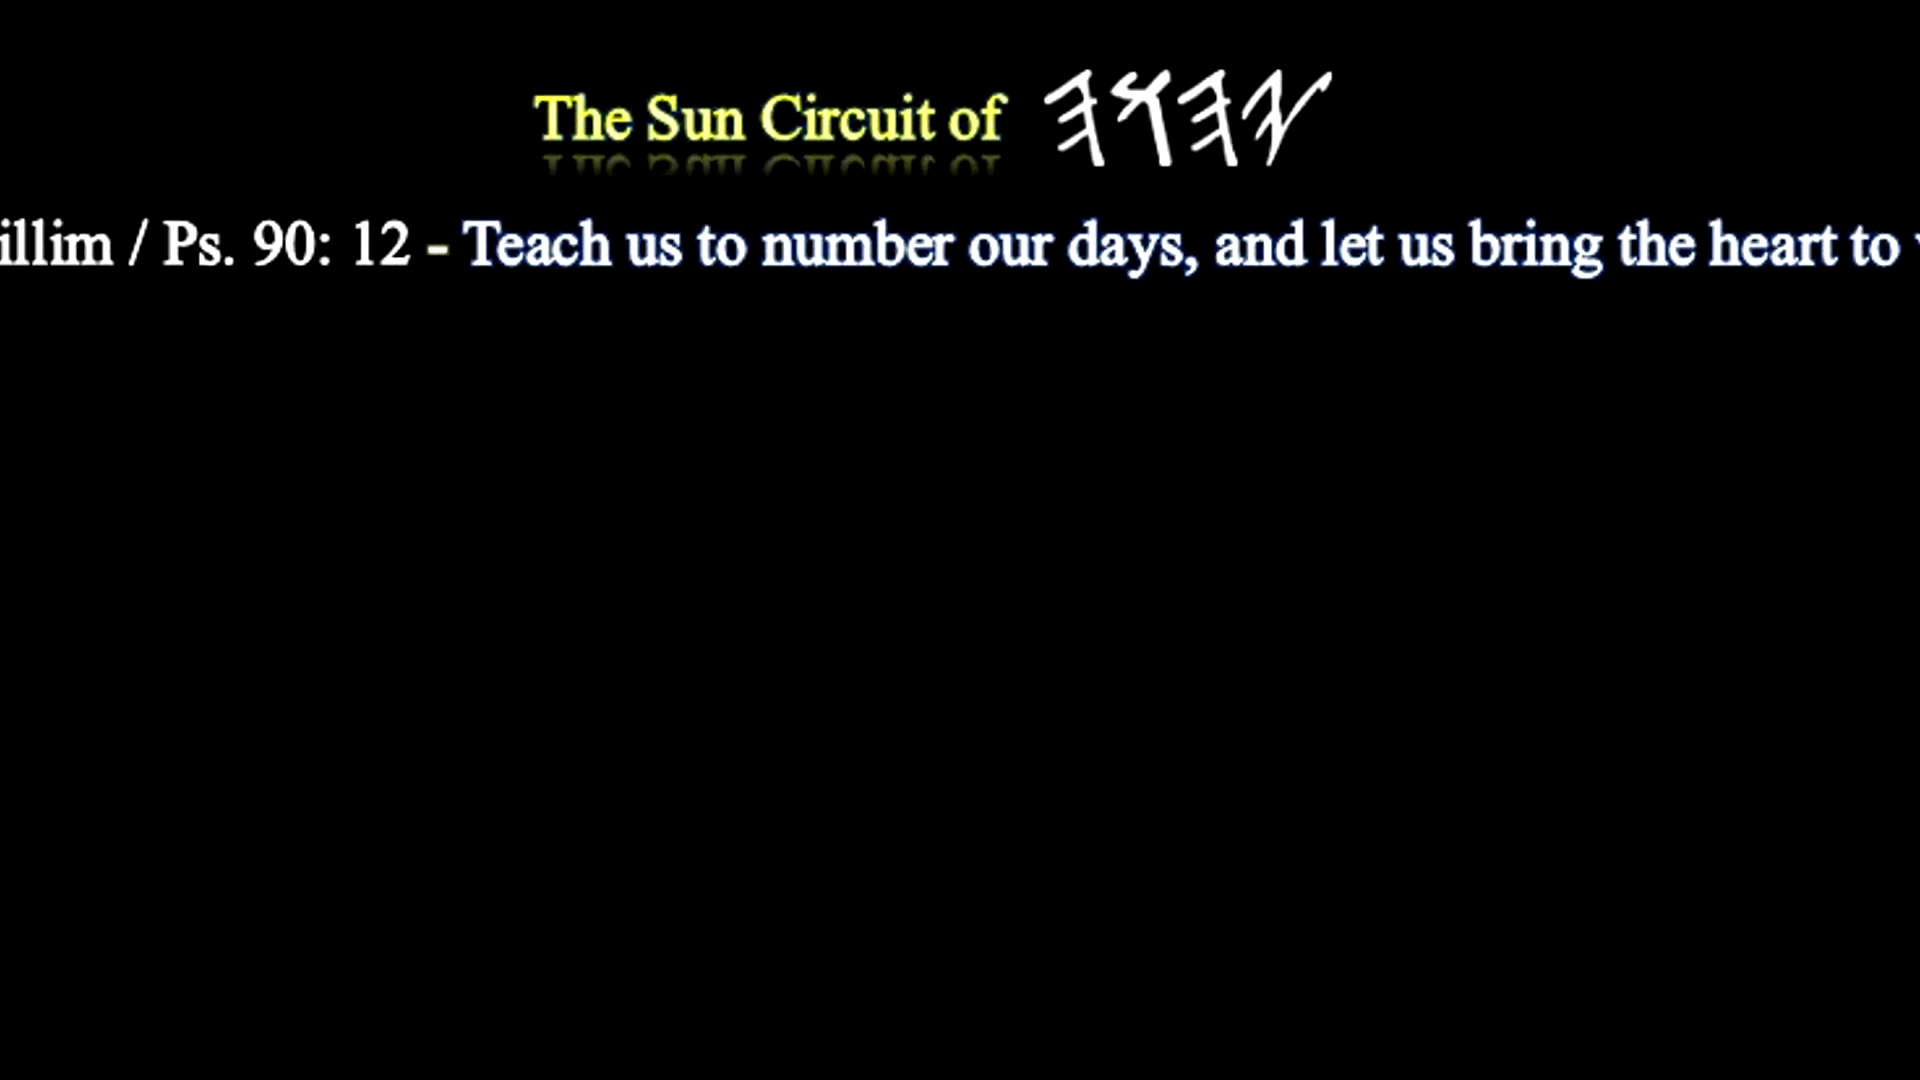 The Sun Circuit of 𐤉𐤄𐤅𐤄
illim / Ps. 90: 12 - Teach us to number our days, and let us bring the heart to